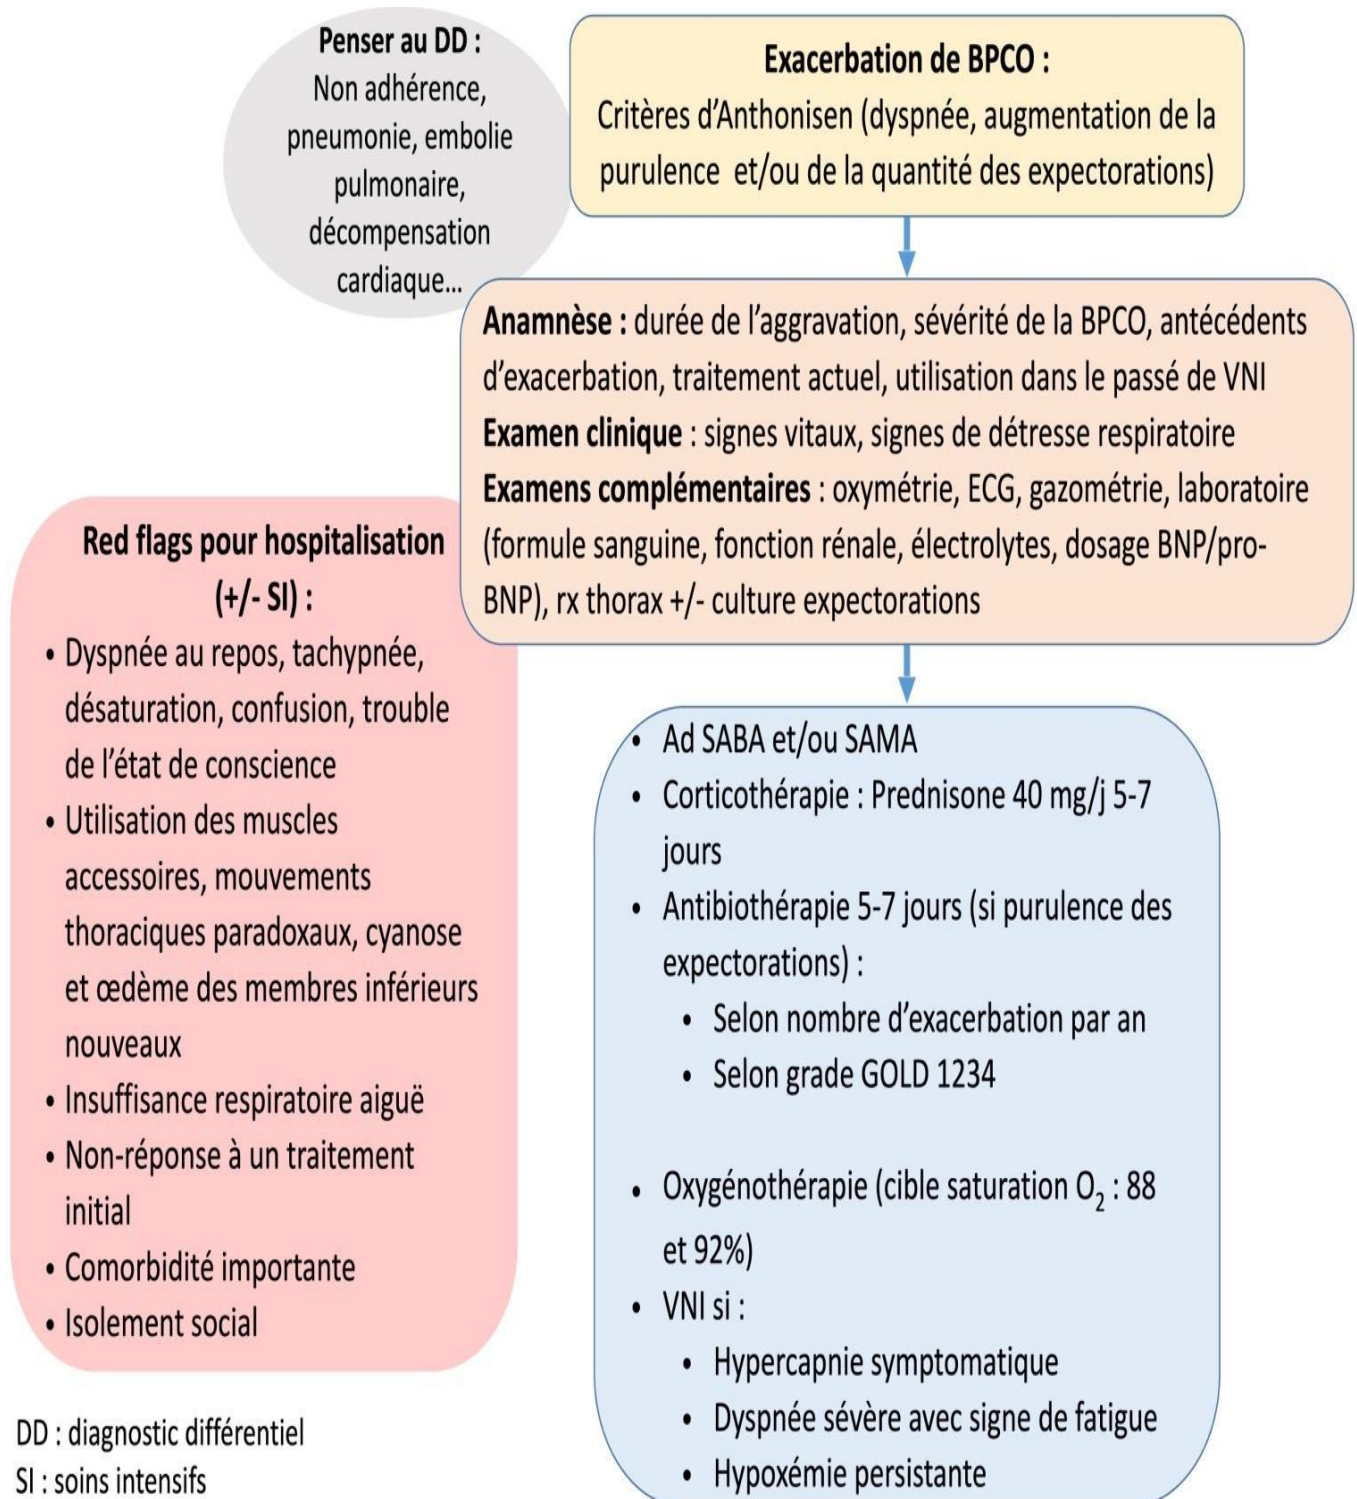 Penser au DD :
Non adhérence,
pneumonie, embolie
pulmonaire,
décompensation
cardiaque...
Exacerbation de BPCO :
Critères d'Anthonisen (dyspnée, augmentation de la
purulence et/ou de la quantité des expectorations)
Anamnèse : durée de l'aggravation, sévérité de la BPCO, antécédents
d'exacerbation, traitement actuel, utilisation dans le passé de VNI
Examen clinique : signes vitaux, signes de détresse respiratoire
Examens complémentaires : oxymétrie, ECG, gazométrie, laboratoire
(formule sanguine, fonction rénale, électrolytes, dosage BNP/pro-
BNP), rx thorax +/- culture expectorations
Red flags pour hospitalisation
(+/- SI) :
• Dyspnée au repos, tachypnée,
désaturation, confusion, trouble
de l'état de conscience
• Utilisation des muscles
accessoires, mouvements
thoraciques paradoxaux, cyanose
et œdème des membres inférieurs
nouveaux
• Insuffisance respiratoire aiguë
• Non-réponse à un traitement
initial
• Comorbidité importante
• Isolement social
• Ad SABA et/ou SAMA
• Corticothérapie : Prednisone 40 mg/j 5-7
jours
• Antibiothérapie 5-7 jours (si purulence des
expectorations) :
• Selon nombre d'exacerbation par an
• Selon grade GOLD 1234
• Oxygénothérapie (cible saturation O₂ : 88
et 92%)
• VNI si :
• Hypercapnie symptomatique
• Dyspnée sévère avec signe de fatigue
• Hypoxémie persistante
DD : diagnostic différentiel
SI : soins intensifs